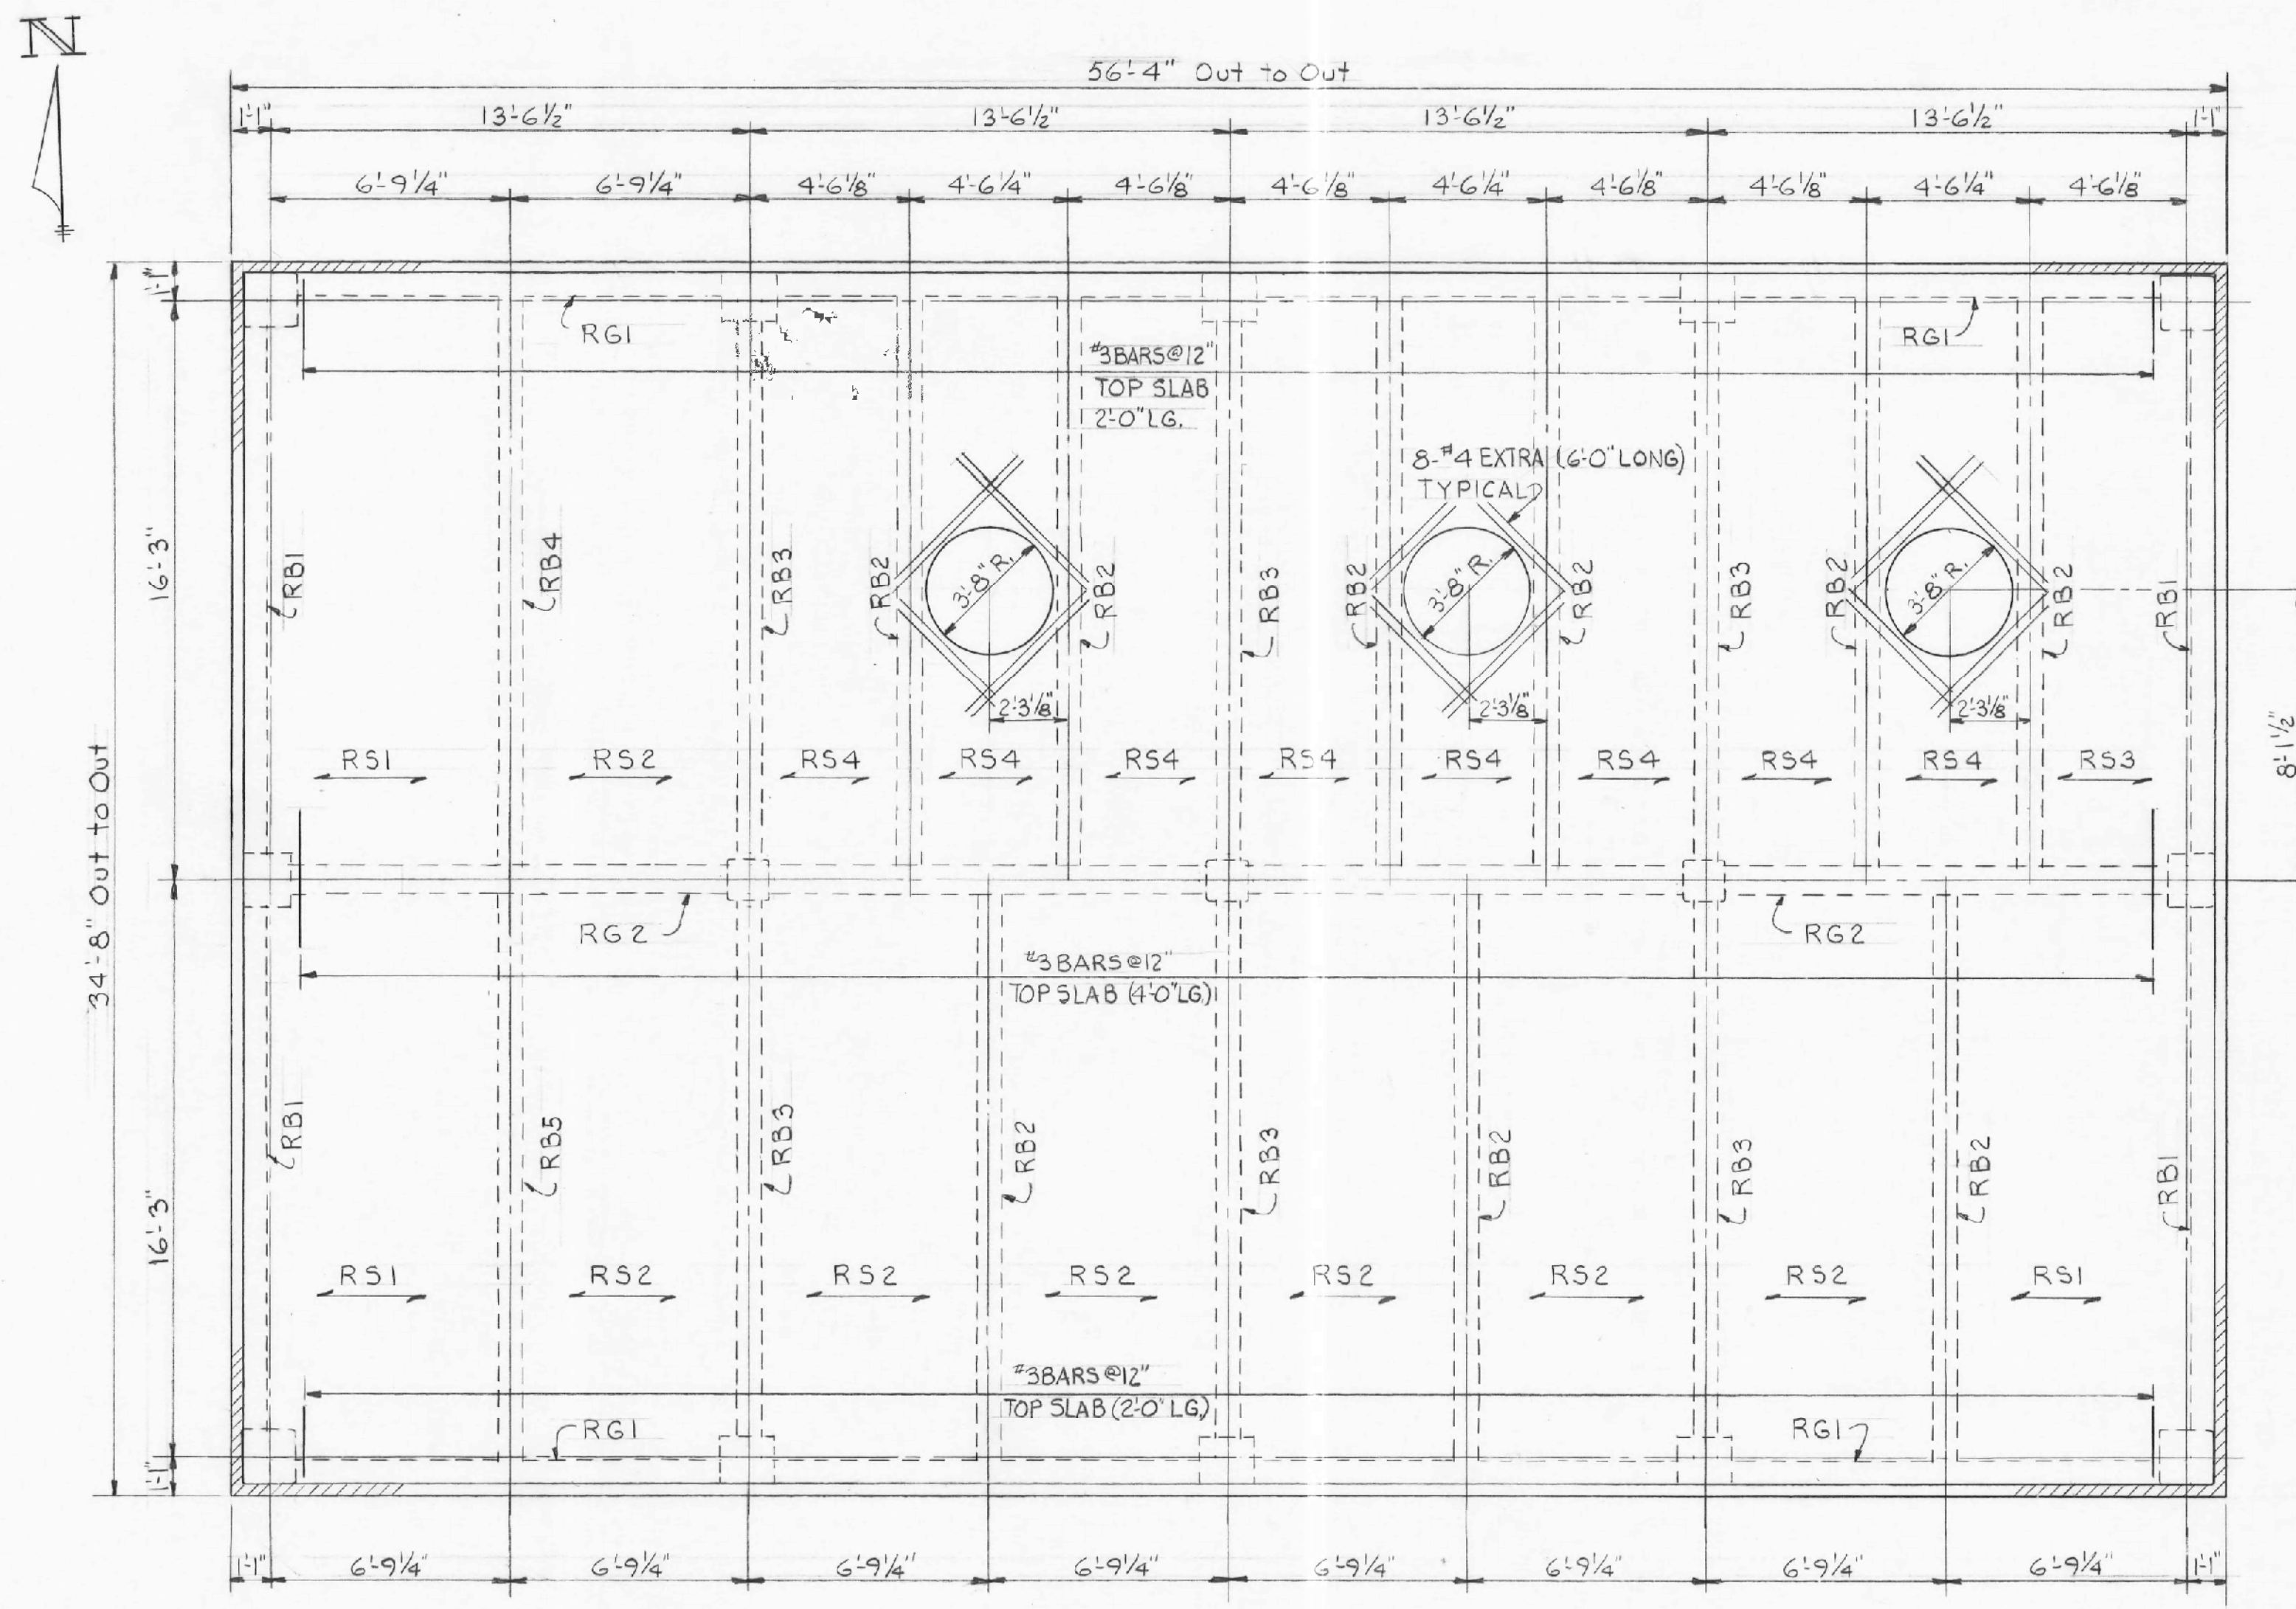 N
56'-4" Out to Out
1'-1" 13'-6½" 13'-6½" 13'-6½" 13'-6½" 1'-1"
6'-9¼" 6'-9¼" 4'-6⅛" 4'-6¼" 4'-6⅛" 4'-6⅛" 4'-6¼" 4'-6⅛" 4'-6⅛" 4'-6¼" 4'-6⅛"
1'-1"
RG1 RG1
#3BARS@12"
TOP SLAB
2'-0"LG.
8-#4 EXTRA (6'-0"LONG)
TYPICAL
16'-3"
RB1 RB4 RB3 RB2 3'-8" R. RB2 RB3 RB2 3'-8" R. RB2 RB3 RB2 3'-8" R. RB2 RB1
2'-3⅛" 2'-3⅛" 2'-3⅛"
8'-1½"
RS1 RS2 RS4 RS4 RS4 RS4 RS4 RS4 RS4 RS4 RS3
34'-8" Out to Out
RG2 RG2
#3BARS@12"
TOP SLAB (4'-0"LG.)
RB1 RB5 RB3 RB2 RB3 RB2 RB3 RB2 RB1
16'-3"
RS1 RS2 RS2 RS2 RS2 RS2 RS2 RS1
#3BARS@12"
TOP SLAB (2'-0" LG.)
RG1 RG1
1'-1"
1'-1" 6'-9¼" 6'-9¼" 6'-9¼" 6'-9¼" 6'-9¼" 6'-9¼" 6'-9¼" 6'-9¼" 1'-1"